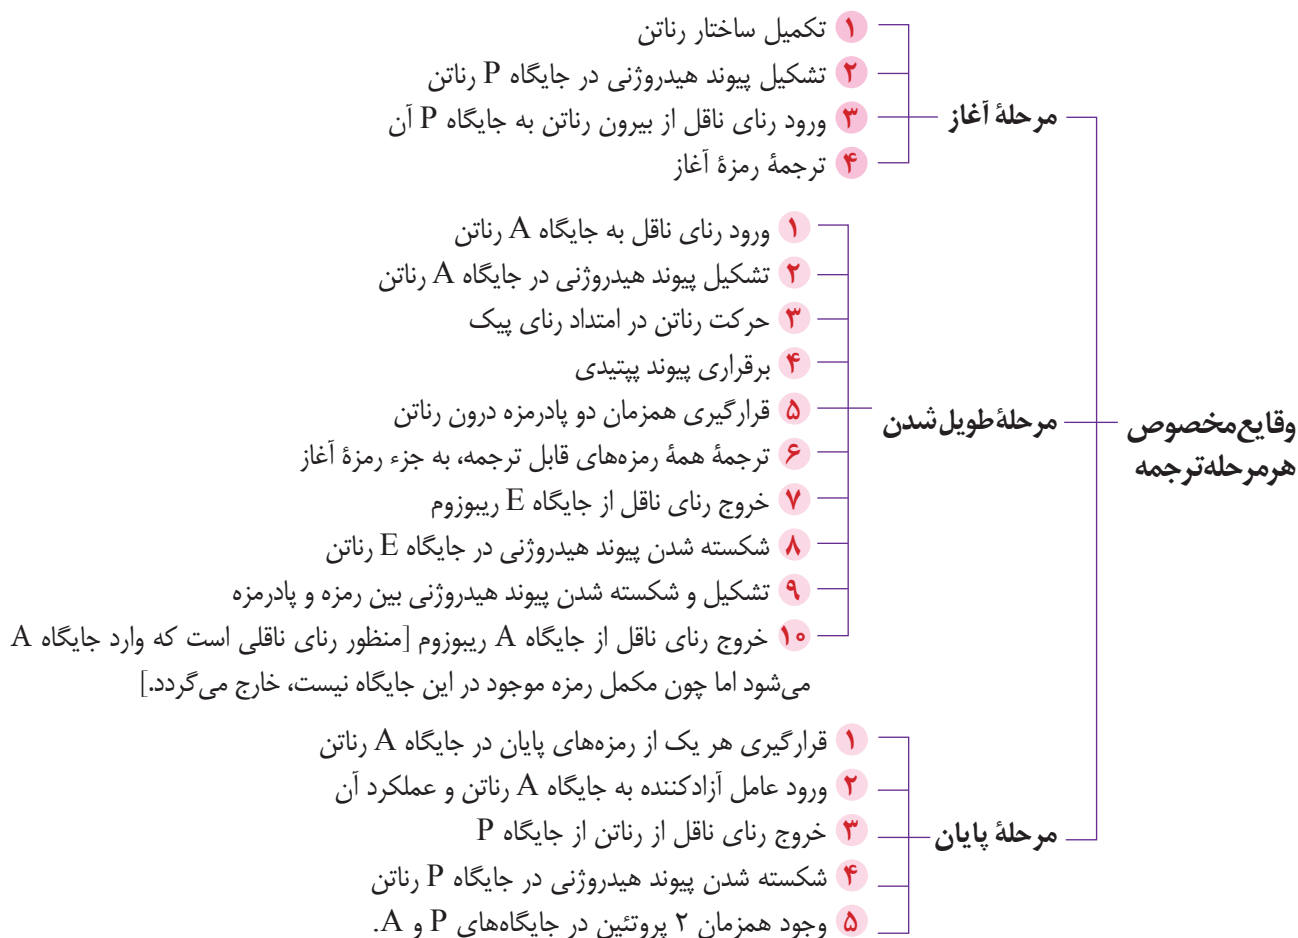 وقایع مخصوص
هر مرحله ترجمه
مرحلهٔ آغاز
۱ تکمیل ساختار رناتن
۲ تشکیل پیوند هیدروژنی در جایگاه P رناتن
۳ ورود رنای ناقل از بیرون رناتن به جایگاه P آن
۴ ترجمهٔ رمزهٔ آغاز
مرحلهٔ طویل شدن
۱ ورود رنای ناقل به جایگاه A رناتن
۲ تشکیل پیوند هیدروژنی در جایگاه A رناتن
۳ حرکت رناتن در امتداد رنای پیک
۴ برقراری پیوند پپتیدی
۵ قرارگیری همزمان دو پادرمزه درون رناتن
۶ ترجمهٔ همهٔ رمزه‌های قابل ترجمه، به جزء رمزهٔ آغاز
۷ خروج رنای ناقل از جایگاه E ریبوزوم
۸ شکسته شدن پیوند هیدروژنی در جایگاه E رناتن
۹ تشکیل و شکسته شدن پیوند هیدروژنی بین رمزه و پادرمزه
۱۰ خروج رنای ناقل از جایگاه A ریبوزوم [منظور رنای ناقلی است که وارد جایگاه A
می‌شود اما چون مکمل رمزه موجود در این جایگاه نیست، خارج می‌گردد.]
مرحلهٔ پایان
۱ قرارگیری هر یک از رمزه‌های پایان در جایگاه A رناتن
۲ ورود عامل آزادکننده به جایگاه A رناتن و عملکرد آن
۳ خروج رنای ناقل از رناتن از جایگاه P
۴ شکسته شدن پیوند هیدروژنی در جایگاه P رناتن
۵ وجود همزمان ۲ پروتئین در جایگاه‌های P و A.